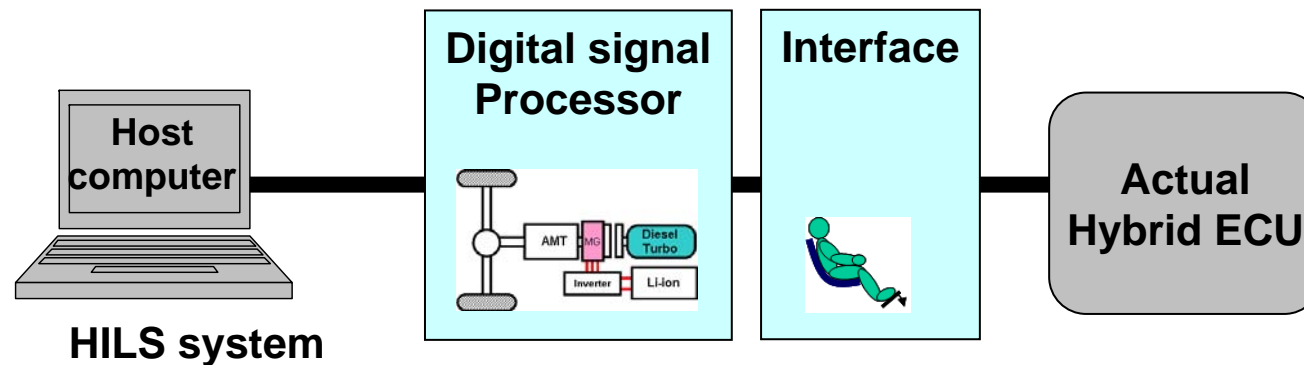 Host
computer
HILS system
Digital signal
Processor
AMT
MG
Diesel
Turbo
Inverter
Li-ion
Interface
Actual
Hybrid ECU